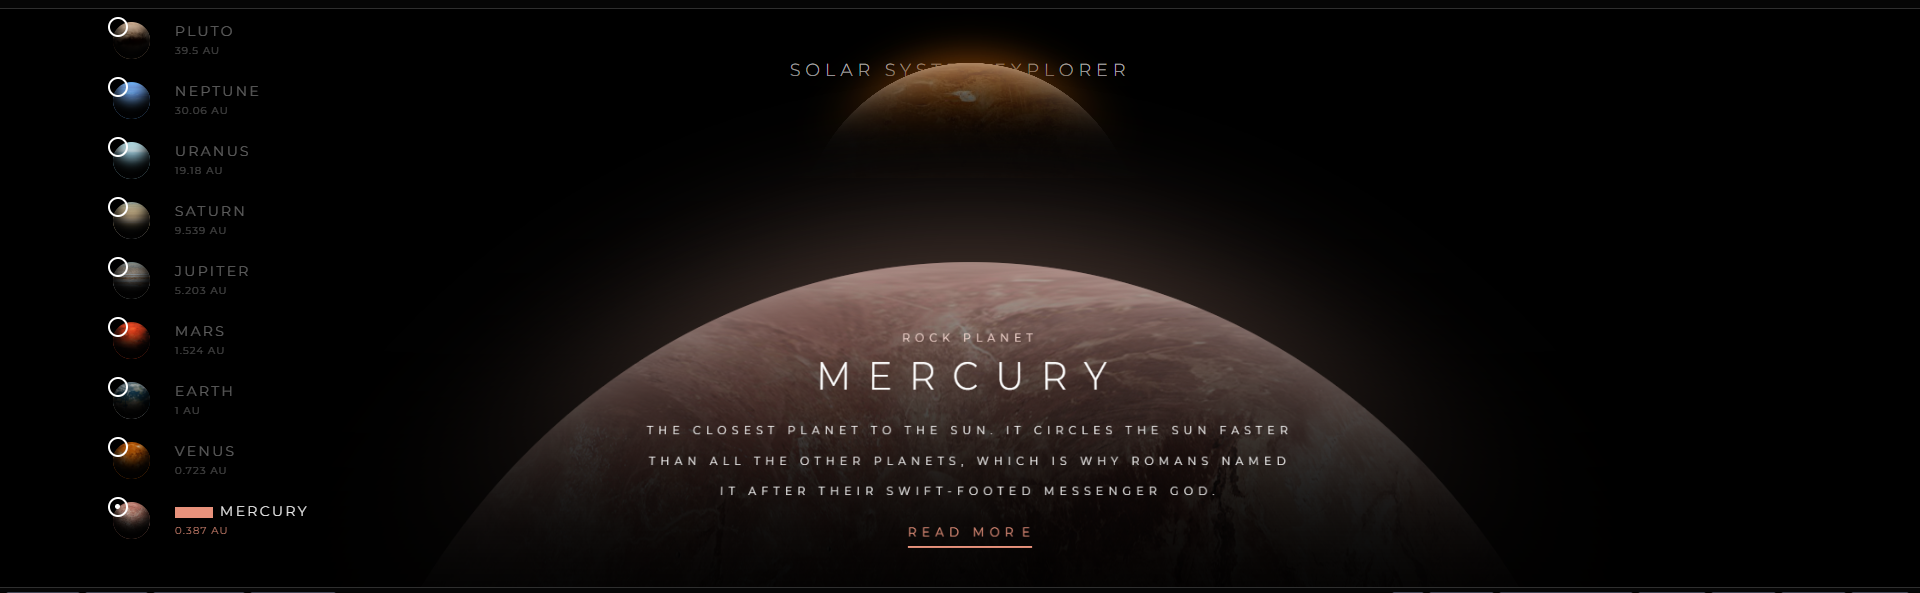 PLUTO
39.5 AU
NEPTUNE
30.06 AU
URANUS
19.18 AU
SATURN
9.539 AU
JUPITER
5.203 AU
MARS
1.524 AU
EARTH
1 AU
VENUS
0.723 AU
MERCURY
0.387 AU
SOLAR SYSTEM EXPLORER
ROCK PLANET
MERCURY
THE CLOSEST PLANET TO THE SUN. IT CIRCLES THE SUN FASTER
THAN ALL THE OTHER PLANETS, WHICH IS WHY ROMANS NAMED
IT AFTER THEIR SWIFT-FOOTED MESSENGER GOD.
READ MORE